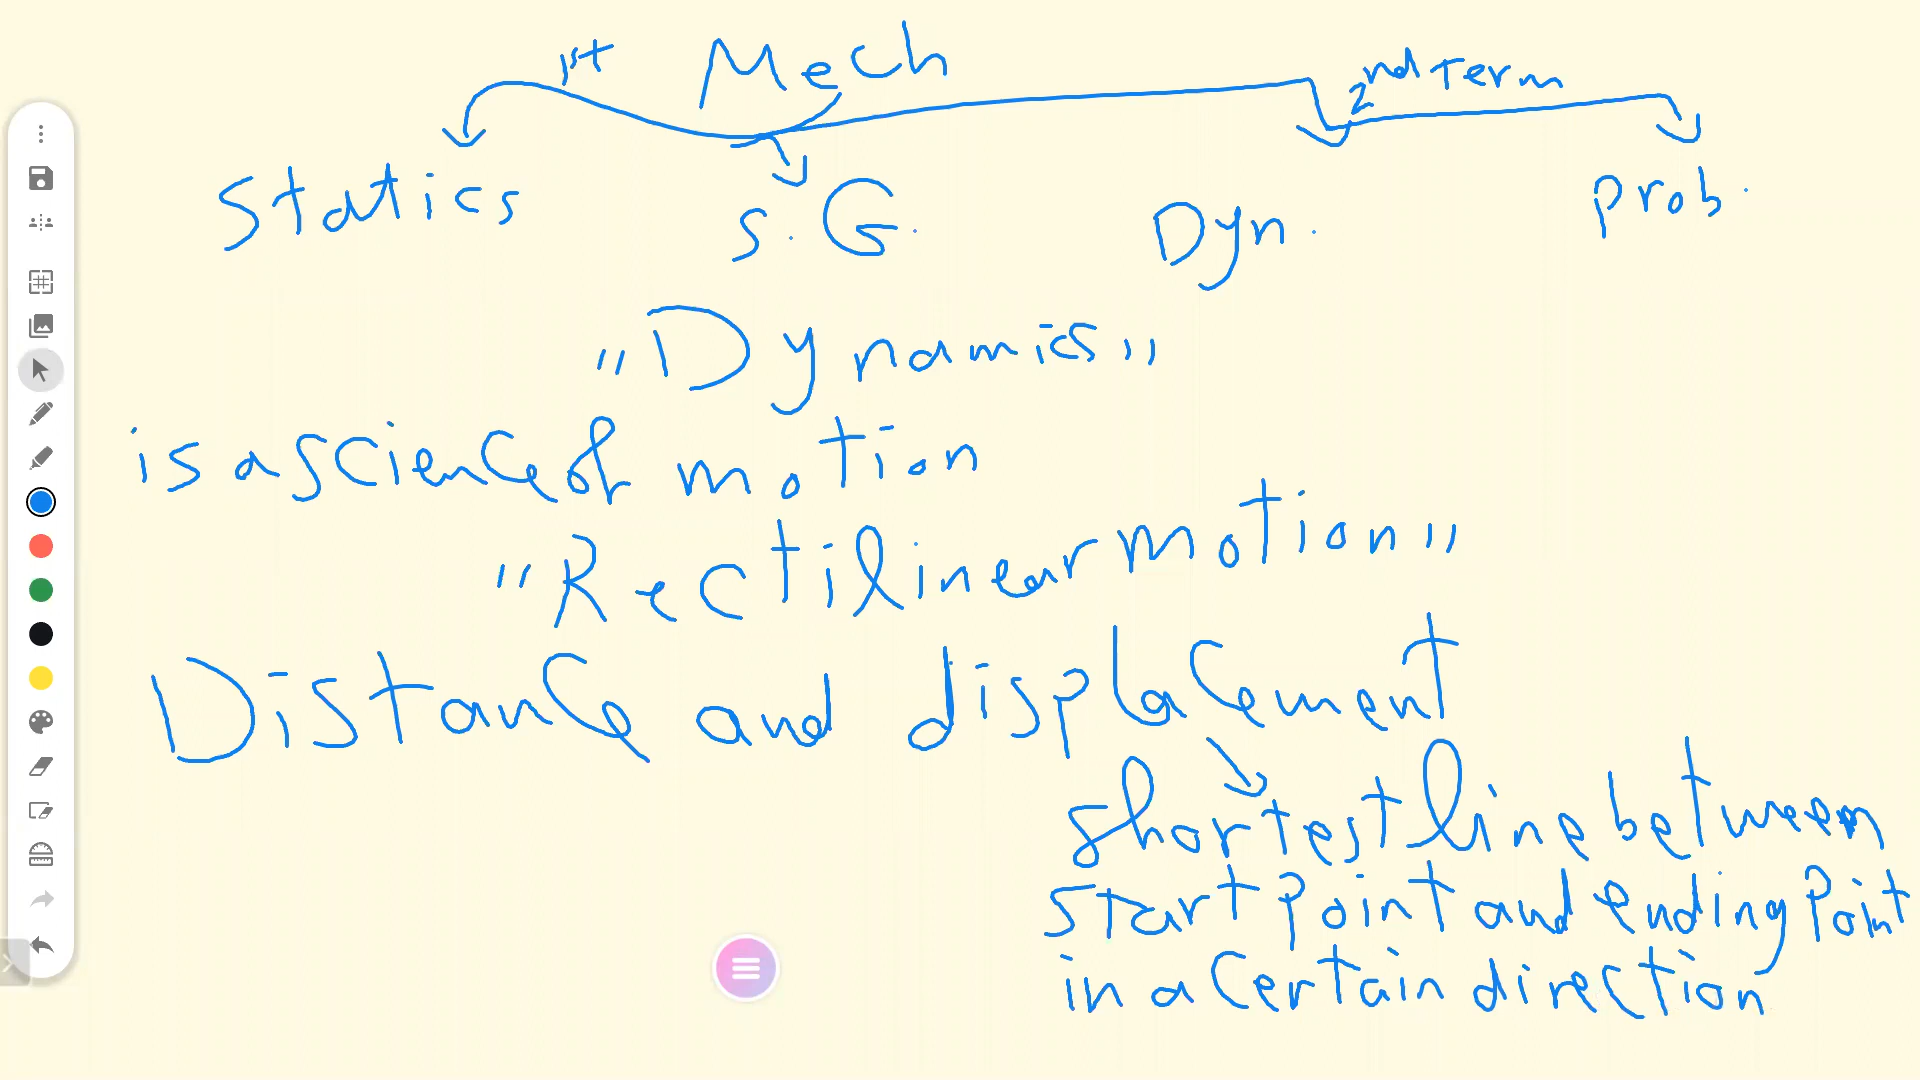 1st Mech 2nd Term
Statics S.G. Dyn. Prob.
"Dynamics"
is a science of motion
"Rectilinear motion"
Distance and displacement
shortest line between
start point and ending point
in a certain direction